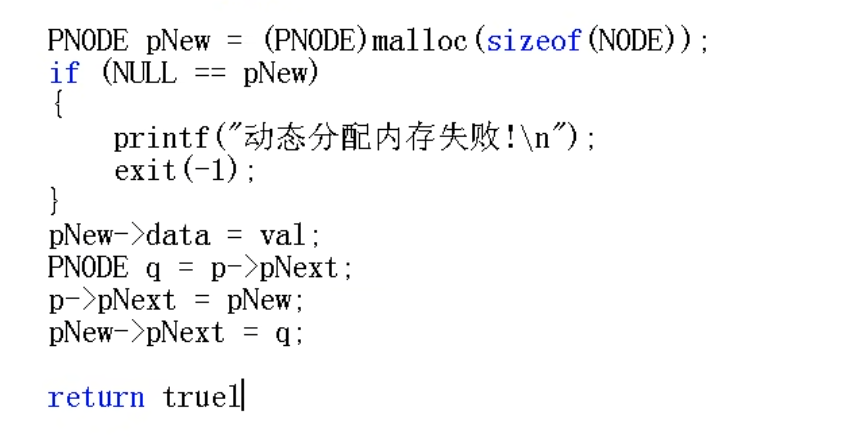 PNODE pNew = (PNODE)malloc(sizeof(NODE));
if (NULL == pNew)
{
    printf("动态分配内存失败!\n");
    exit(-1);
}
pNew->data = val;
PNODE q = p->pNext;
p->pNext = pNew;
pNew->pNext = q;
return truel